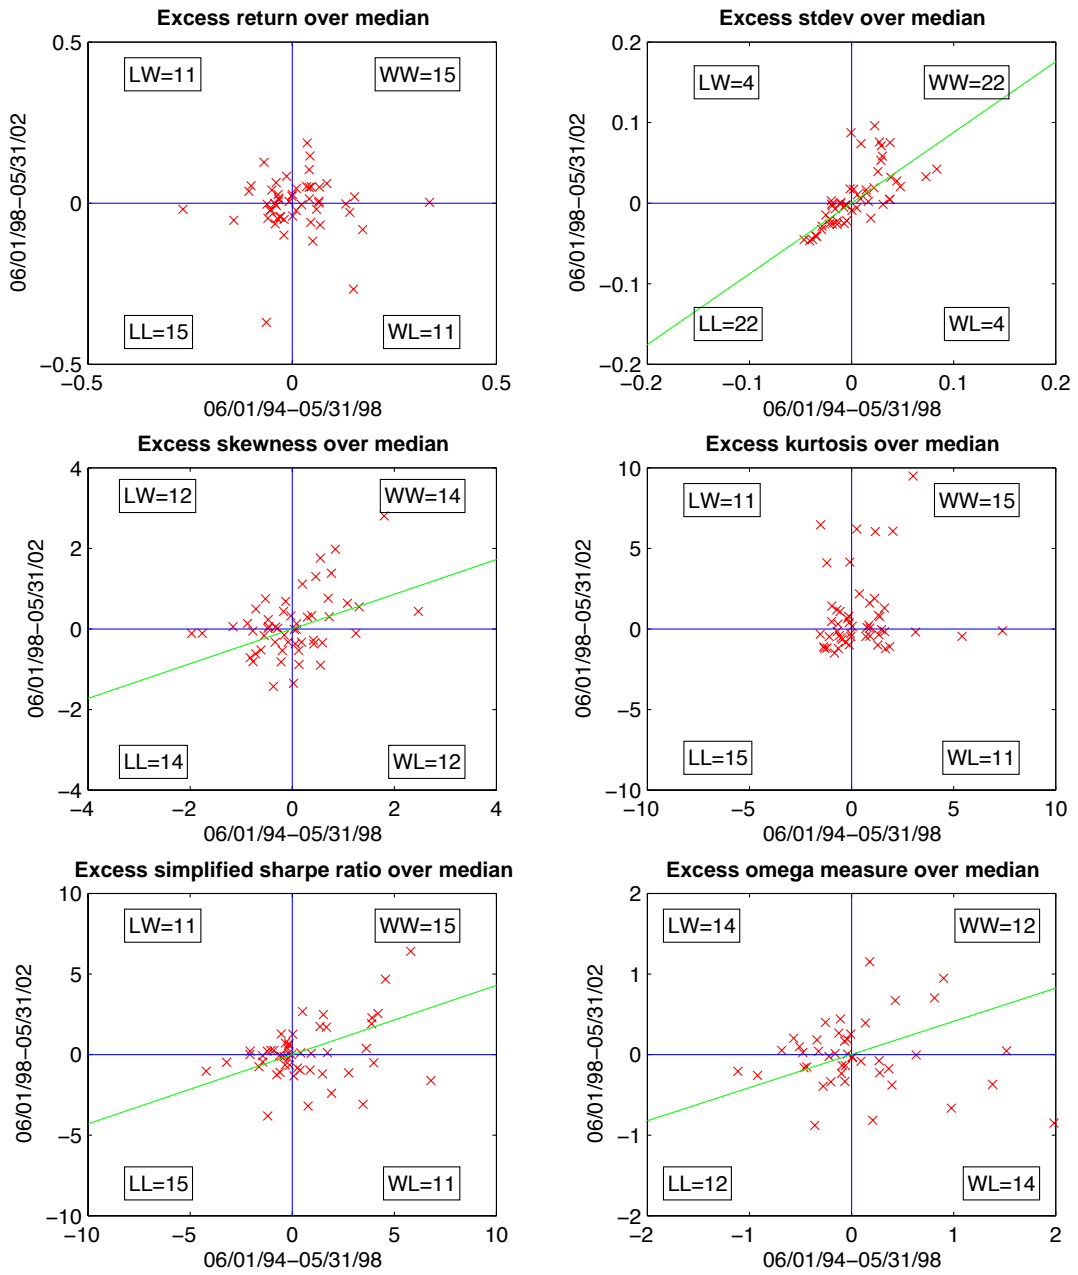 Excess return over median
0.5
LW=11
WW=15
0
06/01/98−05/31/02
LL=15
WL=11
−0.5
−0.5
0
0.5
06/01/94−05/31/98
Excess stdev over median
0.2
LW=4
WW=22
0.1
0
06/01/98−05/31/02
−0.1
LL=22
WL=4
−0.2
−0.2
−0.1
0
0.1
0.2
06/01/94−05/31/98
Excess skewness over median
4
LW=12
WW=14
2
0
06/01/98−05/31/02
−2
LL=14
WL=12
−4
−4
−2
0
2
4
06/01/94−05/31/98
Excess kurtosis over median
10
LW=11
WW=15
5
0
06/01/98−05/31/02
−5
LL=15
WL=11
−10
−10
−5
0
5
10
06/01/94−05/31/98
Excess simplified sharpe ratio over median
10
LW=11
WW=15
5
0
06/01/98−05/31/02
−5
LL=15
WL=11
−10
−10
−5
0
5
10
06/01/94−05/31/98
Excess omega measure over median
2
LW=14
WW=12
1
0
06/01/98−05/31/02
−1
LL=12
WL=14
−2
−2
−1
0
1
2
06/01/94−05/31/98